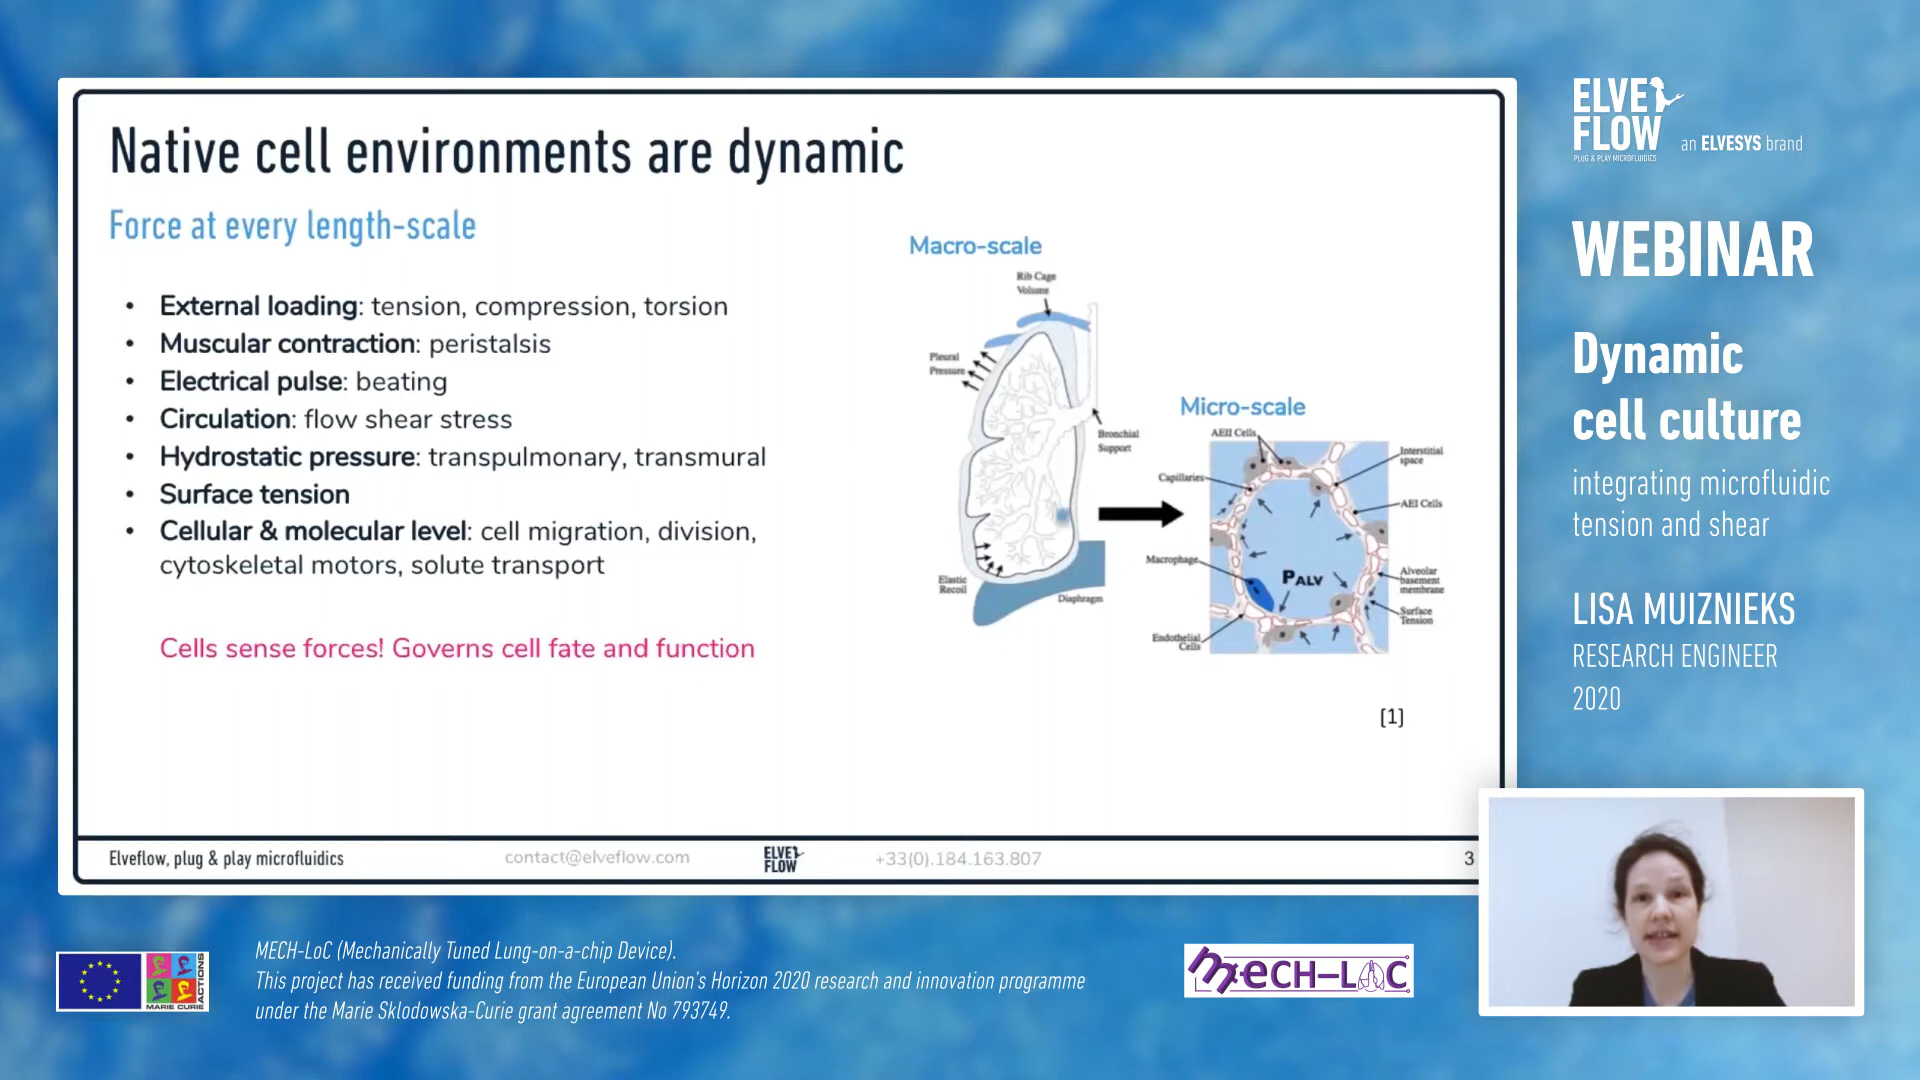 Native cell environments are dynamic
Force at every length-scale
• External loading: tension, compression, torsion
• Muscular contraction: peristalsis
• Electrical pulse: beating
• Circulation: flow shear stress
• Hydrostatic pressure: transpulmonary, transmural
• Surface tension
• Cellular & molecular level: cell migration, division,
cytoskeletal motors, solute transport
Cells sense forces! Governs cell fate and function
Macro-scale
Rib Cage
Volume
Pleural
Pressure
Bronchial
Support
Elastic
Recoil
Diaphragm
Micro-scale
AEII Cells
Interstitial
space
Capillaries
AEI Cells
Macrophage
PALV
Alveolar
basement
membrane
Surface
Tension
Endothelial
Cells
[1]
Elveflow, plug & play microfluidics
contact@elveflow.com
ELVE
FLOW
+33(0).184.163.807
3
ELVE
FLOW
PLUG & PLAY MICROFLUIDICS
an ELVESYS brand
WEBINAR
Dynamic
cell culture
integrating microfluidic
tension and shear
LISA MUIZNIEKS
RESEARCH ENGINEER
2020
MARIE CURIE
ACTIONS
MECH-LoC (Mechanically Tuned Lung-on-a-chip Device).
This project has received funding from the European Union's Horizon 2020 research and innovation programme
under the Marie Sklodowska-Curie grant agreement No 793749.
MECH-LOC